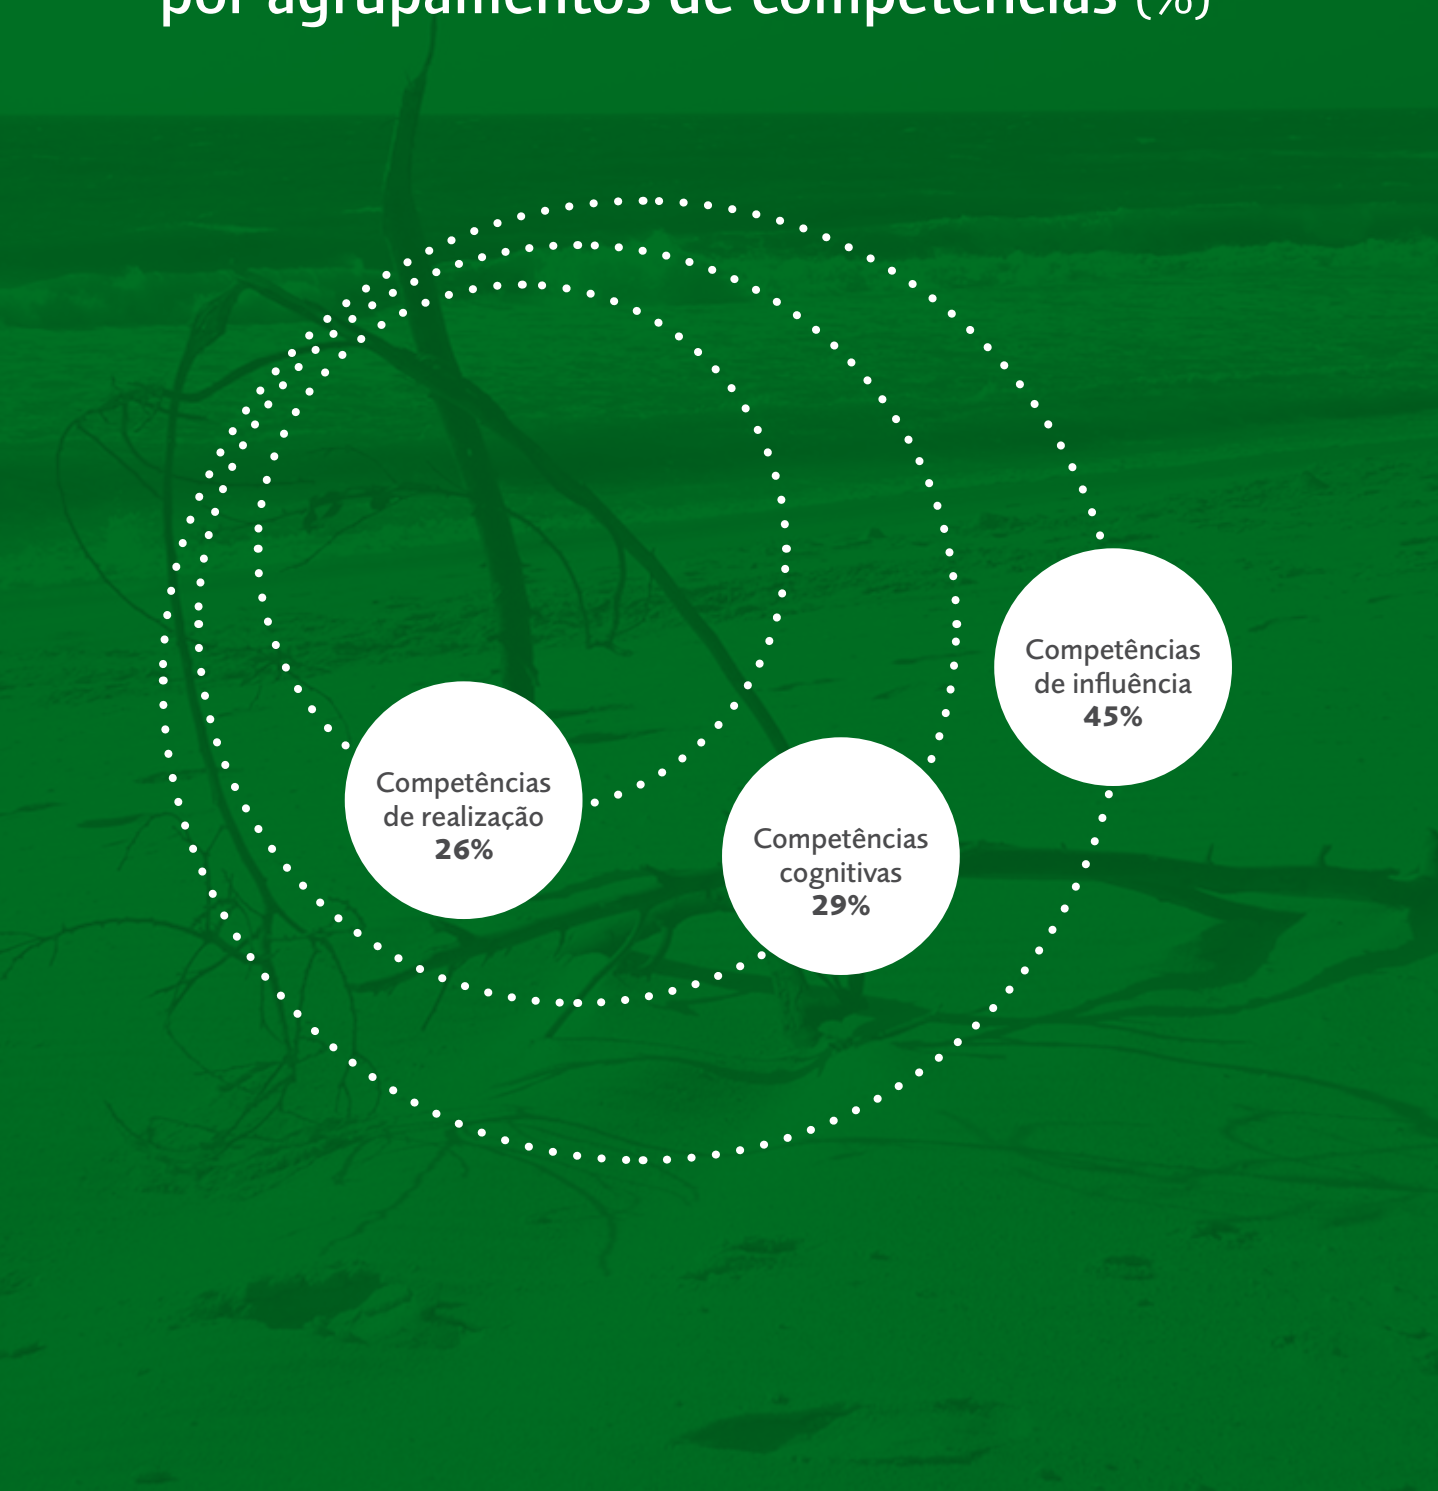 por agrupamentos de competências (%)
Competências
de influência
45%
Competências
de realização
26%
Competências
cognitivas
29%